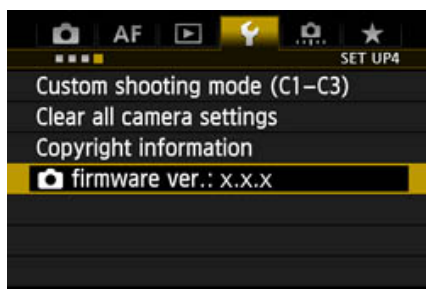 AF
SET UP4
Custom shooting mode (C1–C3)
Clear all camera settings
Copyright information
firmware ver.: x.x.x